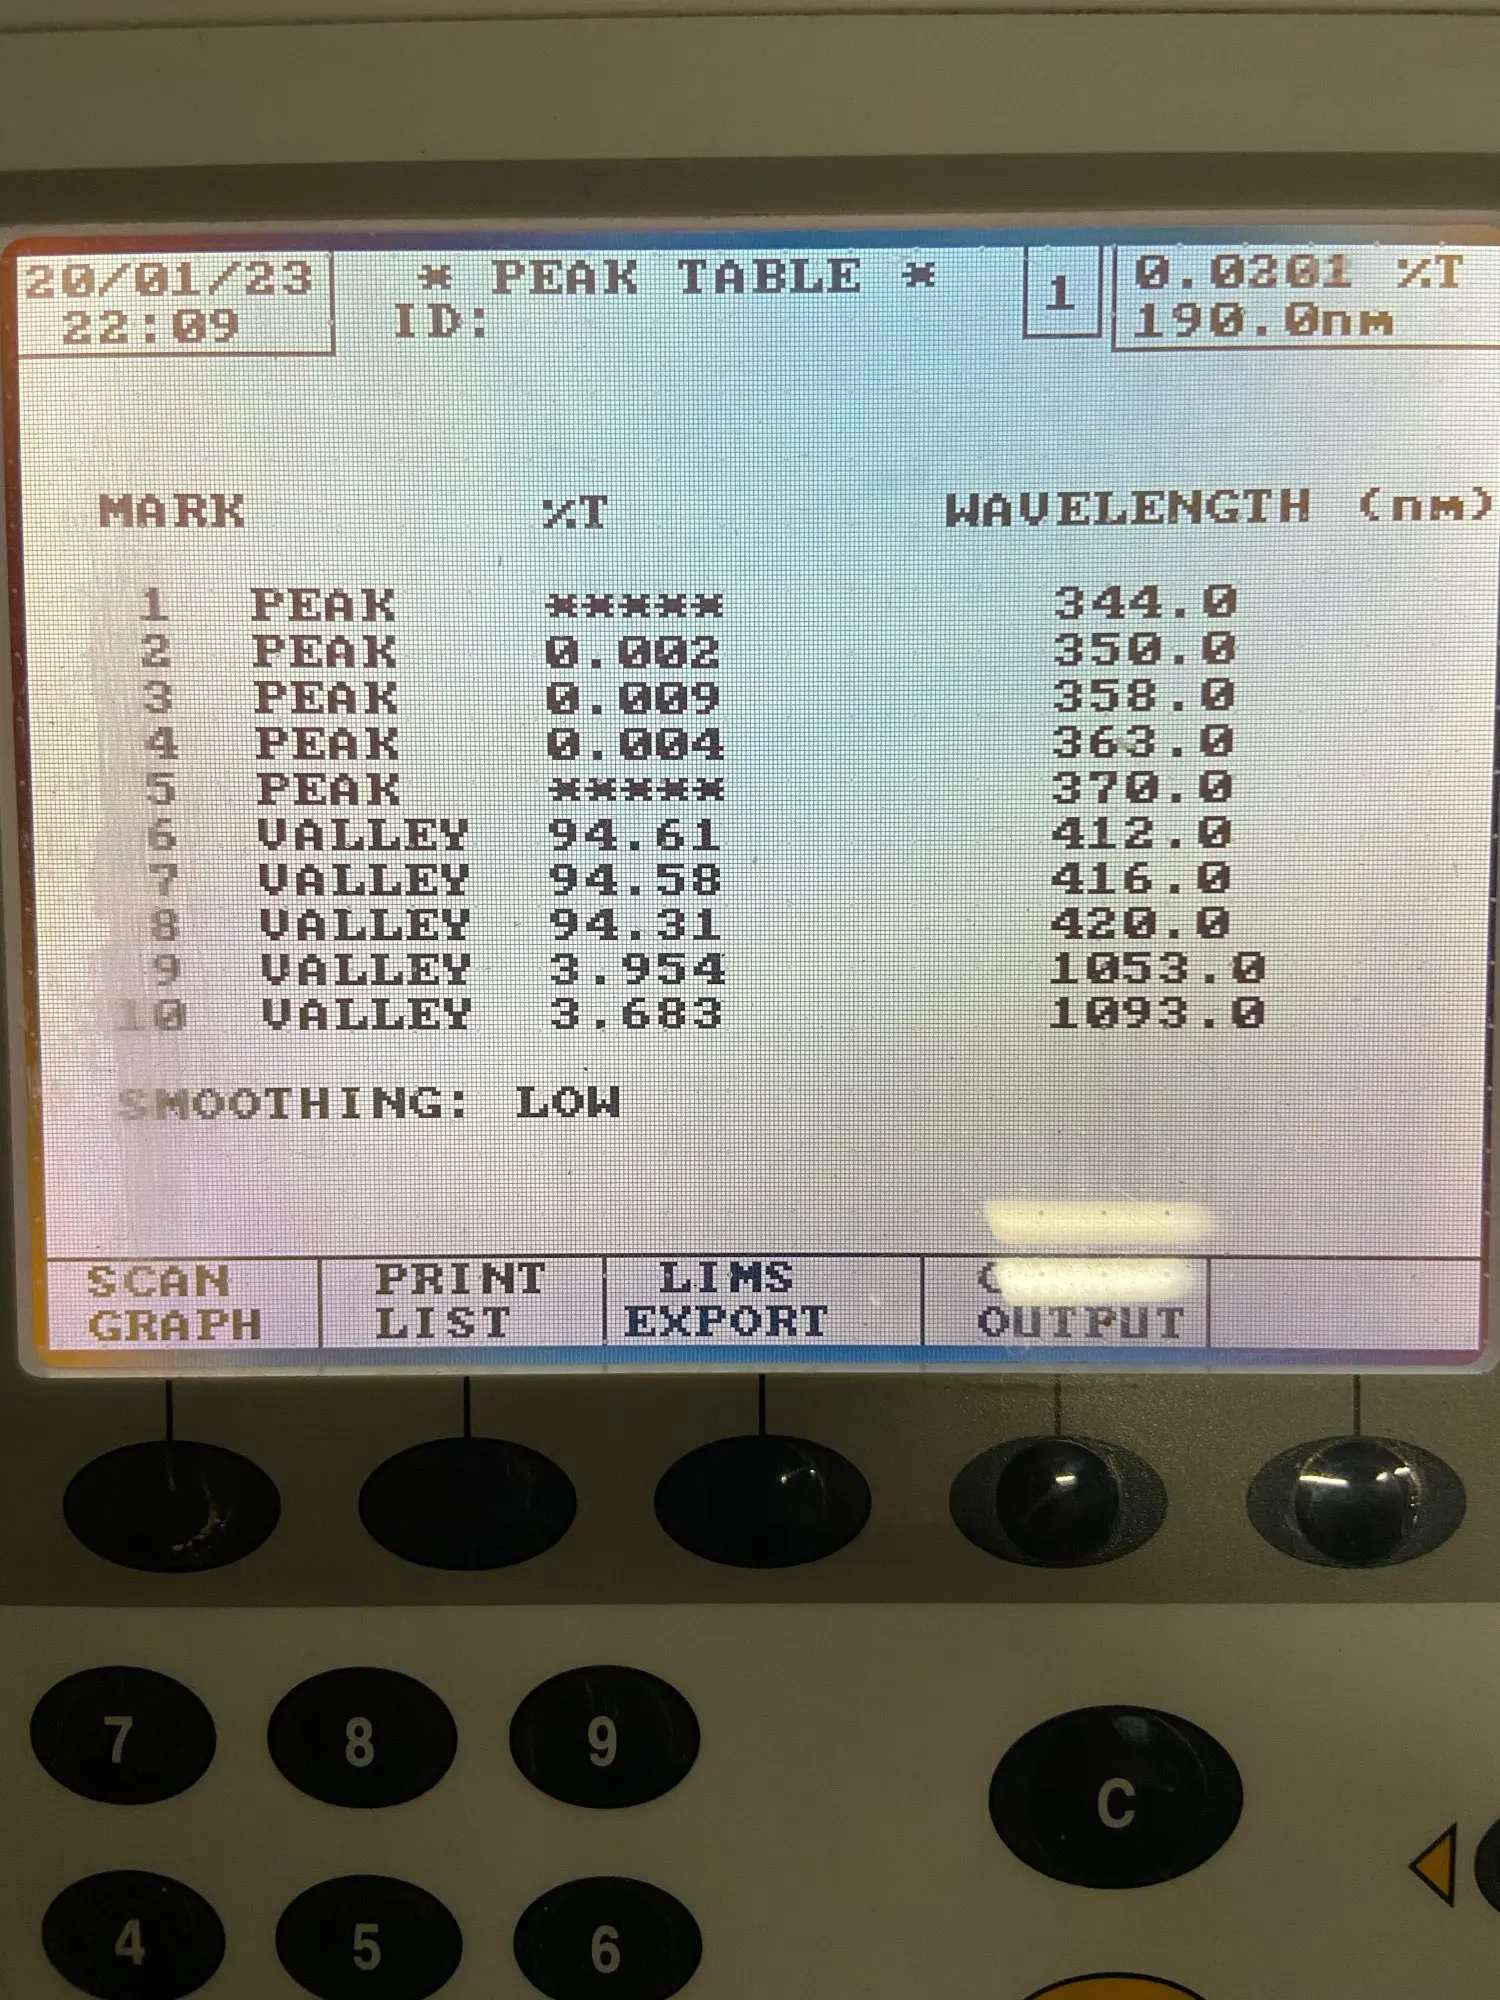 20/01/23 * PEAK TABLE * 1 0.0201 %T
22:09 ID: 190.0nm
MARK %T WAVELENGTH (nm)
1 PEAK ***** 344.0
2 PEAK 0.002 350.0
3 PEAK 0.009 358.0
4 PEAK 0.004 363.0
5 PEAK ***** 370.0
6 VALLEY 94.61 412.0
7 VALLEY 94.58 416.0
8 VALLEY 94.31 420.0
9 VALLEY 3.954 1053.0
10 VALLEY 3.683 1093.0
SMOOTHING: LOW
SCAN PRINT LIMS
GRAPH LIST EXPORT OUTPUT
7 8 9
C
4 5 6